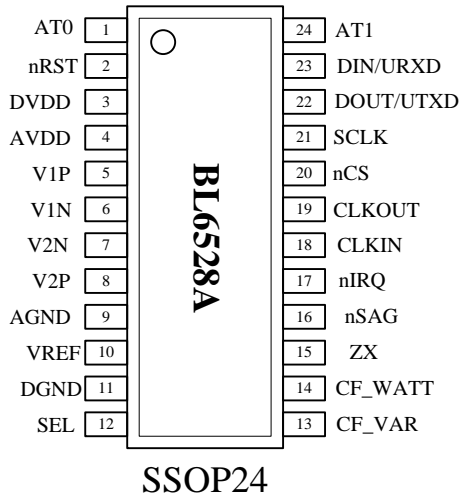 AT0 1 24 AT1
nRST 2 23 DIN/URXD
DVDD 3 22 DOUT/UTXD
AVDD 4 21 SCLK
V1P 5 20 nCS
V1N 6 19 CLKOUT
V2N 7 18 CLKIN
V2P 8 17 nIRQ
AGND 9 16 nSAG
VREF 10 15 ZX
DGND 11 14 CF_WATT
SEL 12 13 CF_VAR
BL6528A
SSOP24